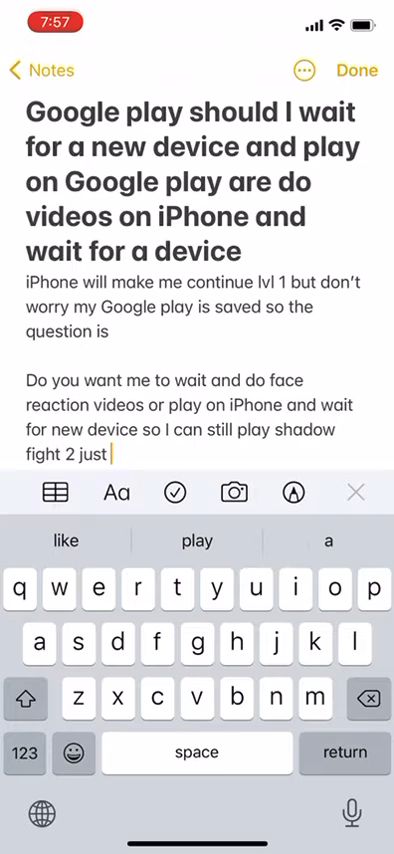 7:57
Notes
Done
Google play should I wait
for a new device and play
on Google play are do
videos on iPhone and
wait for a device
iPhone will make me continue lvl 1 but don't
worry my Google play is saved so the
question is
Do you want me to wait and do face
reaction videos or play on iPhone and wait
for new device so I can still play shadow
fight 2 just
Aa
like play a
q w e r t y u i o p
a s d f g h j k l
z x c v b n m
123 space return